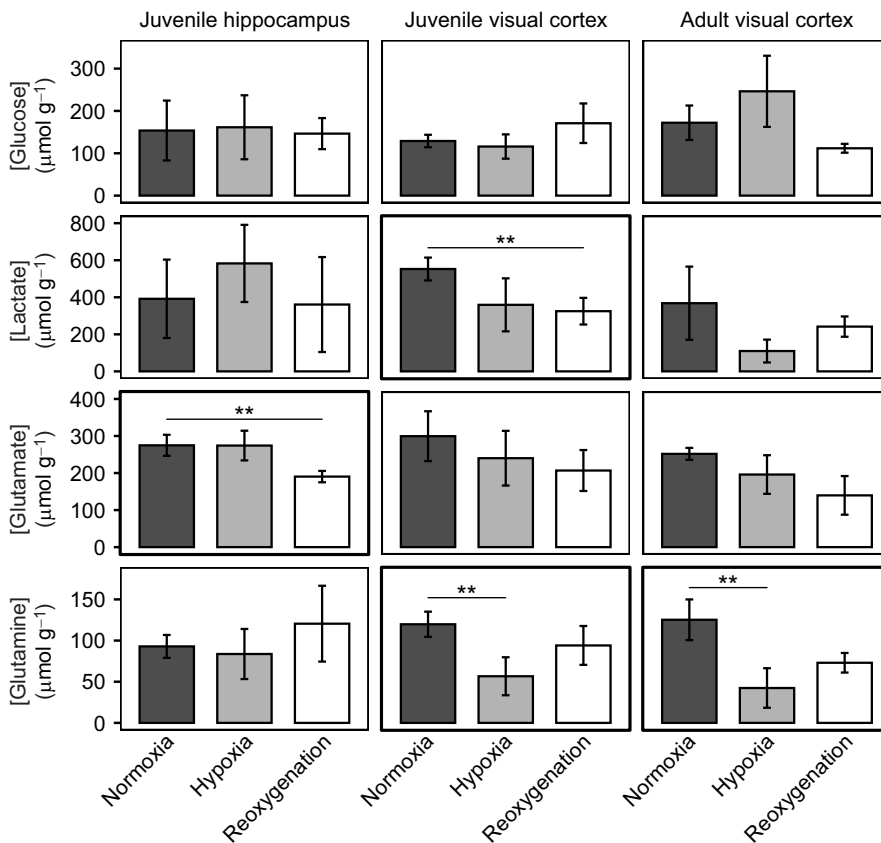 Juvenile hippocampus Juvenile visual cortex Adult visual cortex
[Glucose]
(μmol g⁻¹)
300
200
100
0
[Lactate]
(μmol g⁻¹)
800
600
400
200
0
**
[Glutamate]
(μmol g⁻¹)
400
300
200
100
0
**
[Glutamine]
(μmol g⁻¹)
150
100
50
0
**
**
Normoxia Hypoxia Reoxygenation Normoxia Hypoxia Reoxygenation Normoxia Hypoxia Reoxygenation